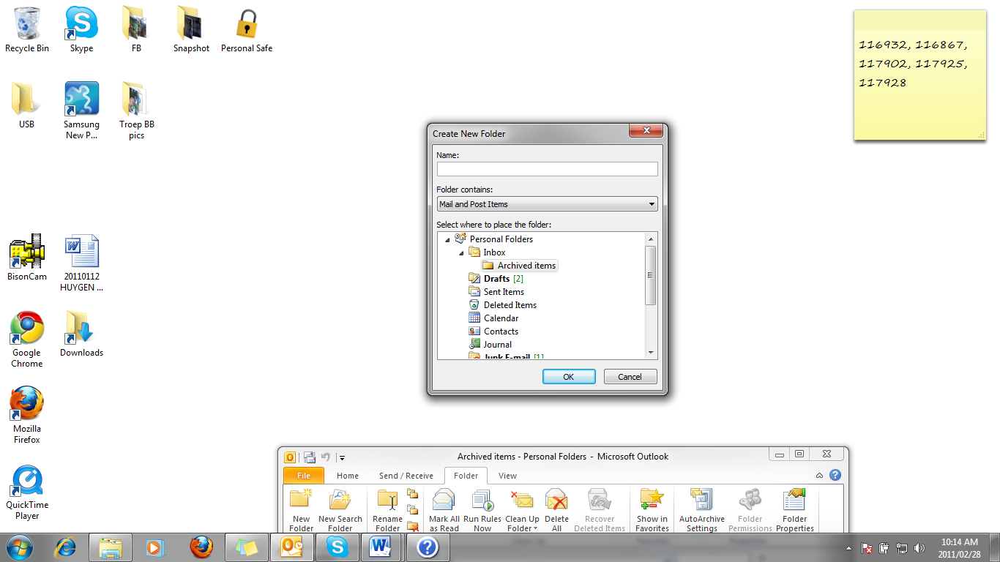 Recycle Bin
Skype
FB
Snapshot
Personal Safe
116932, 116867,
117902, 117925,
117928
USB
Samsung
New P...
Troep BB
pics
BisonCam
20110112
HUYGEN ...
Google
Chrome
Downloads
Mozilla
Firefox
QuickTime
Player
Create New Folder
Name:
Folder contains:
Mail and Post Items
Select where to place the folder:
Personal Folders
Inbox
Archived items
Drafts [2]
Sent Items
Deleted Items
Calendar
Contacts
Journal
Junk E-mail [1]
OK Cancel
Archived items - Personal Folders - Microsoft Outlook
File Home Send / Receive Folder View
New
Folder
New Search
Folder
Rename
Folder
Mark All
as Read
Run Rules
Now
Clean Up
Folder
Delete
All
Recover
Deleted Items
Show in
Favorites
AutoArchive
Settings
Folder
Permissions
Folder
Properties
10:14 AM
2011/02/28